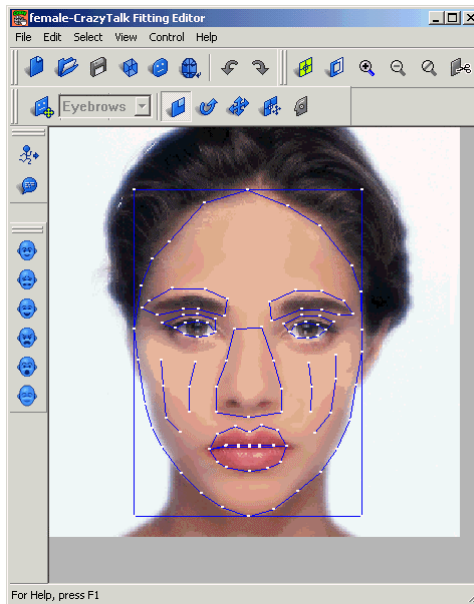 female-CrazyTalk Fitting Editor
File Edit Select View Control Help
Eyebrows
For Help, press F1